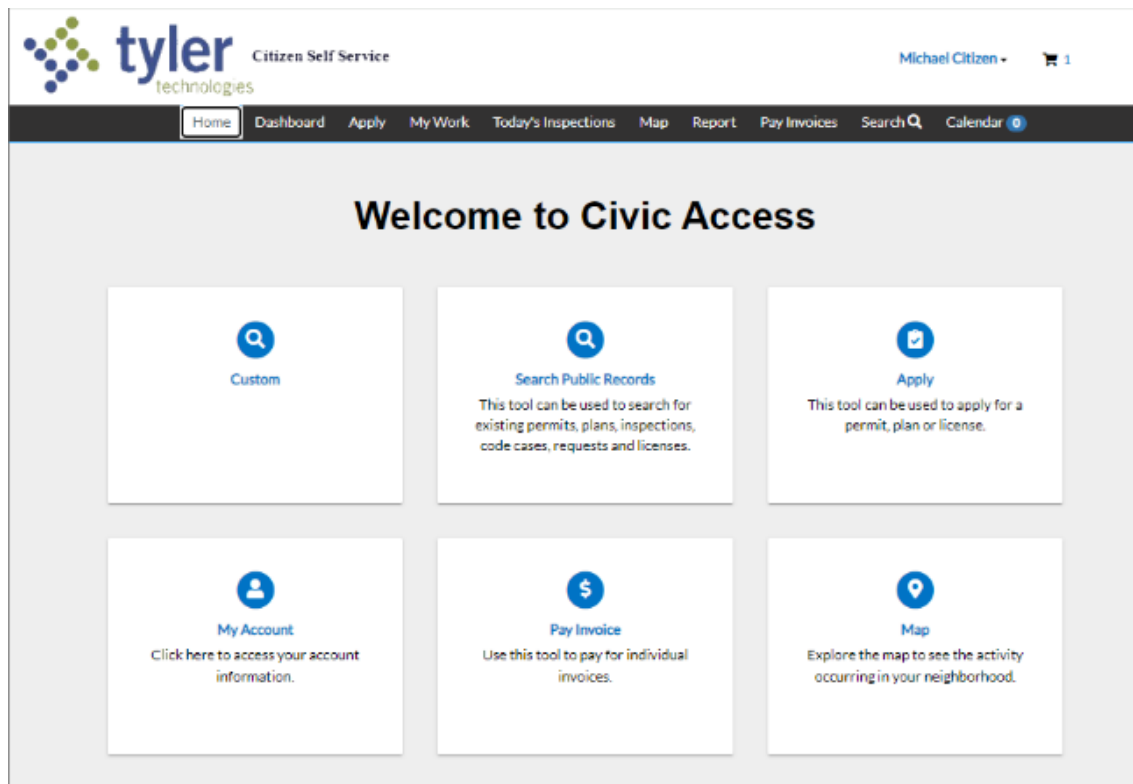 tyler
technologies
Citizen Self Service
Michael Citizen
1
Home Dashboard Apply My Work Today's Inspections Map Report Pay Invoices Search Calendar 0
Welcome to Civic Access
Custom
Search Public Records
This tool can be used to search for
existing permits, plans, inspections,
code cases, requests and licenses.
Apply
This tool can be used to apply for a
permit, plan or license.
My Account
Click here to access your account
information.
Pay Invoice
Use this tool to pay for individual
invoices.
Map
Explore the map to see the activity
occurring in your neighborhood.